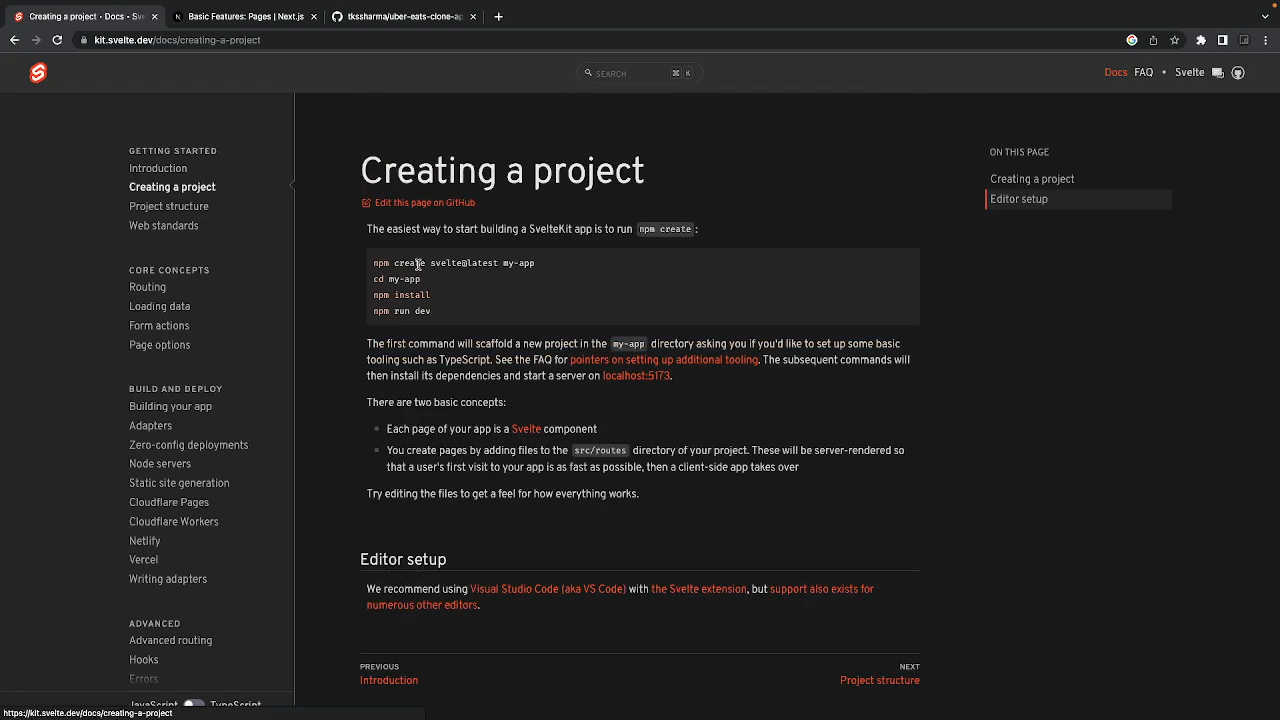 Creating a project • Docs • Sv
Basic Features: Pages | Next.js
tkssharma/uber-eats-clone-ap
kit.svelte.dev/docs/creating-a-project
SEARCH ⌘ K
Docs FAQ • Svelte
GETTING STARTED
Introduction
Creating a project
Project structure
Web standards
CORE CONCEPTS
Routing
Loading data
Form actions
Page options
BUILD AND DEPLOY
Building your app
Adapters
Zero-config deployments
Node servers
Static site generation
Cloudflare Pages
Cloudflare Workers
Netlify
Vercel
Writing adapters
ADVANCED
Advanced routing
Hooks
Errors
JavaScript TypeScript
https://kit.svelte.dev/docs/creating-a-project
Creating a project
Edit this page on GitHub
The easiest way to start building a SvelteKit app is to run npm create:
npm create svelte@latest my-app
cd my-app
npm install
npm run dev
The first command will scaffold a new project in the my-app directory asking you if you'd like to set up some basic
tooling such as TypeScript. See the FAQ for pointers on setting up additional tooling. The subsequent commands will
then install its dependencies and start a server on localhost:5173.
There are two basic concepts:
Each page of your app is a Svelte component
You create pages by adding files to the src/routes directory of your project. These will be server-rendered so
that a user's first visit to your app is as fast as possible, then a client-side app takes over
Try editing the files to get a feel for how everything works.
Editor setup
We recommend using Visual Studio Code (aka VS Code) with the Svelte extension, but support also exists for
numerous other editors.
PREVIOUS
Introduction
NEXT
Project structure
ON THIS PAGE
Creating a project
Editor setup